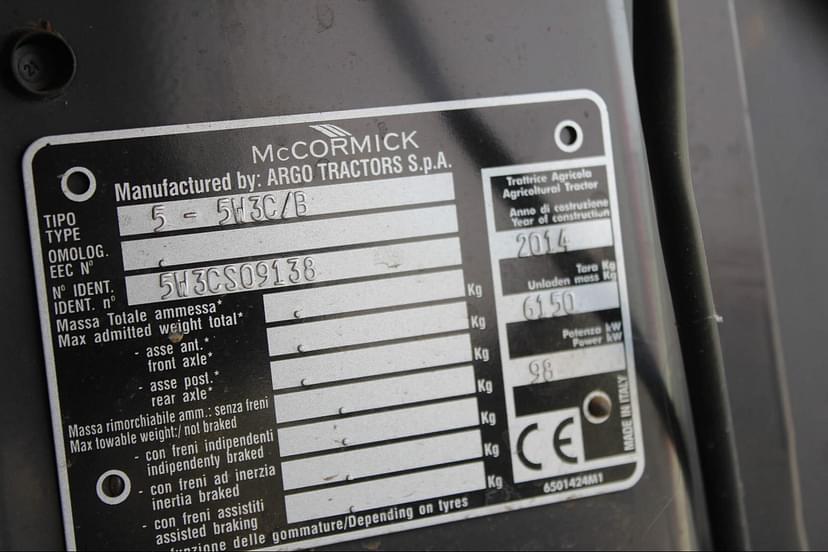 21
McCORMICK
Manufactured by: ARGO TRACTORS S.p.A.
TIPO
TYPE
5 - 5W3C/B
OMOLOG.
EEC N°
N° IDENT.
IDENT. n°
5W3CS09138
Massa Totale ammessa*
Max admitted weight total*
Kg
- asse ant.*
front axle*
Kg
- asse post.*
rear axle*
Kg
Massa rimorchiabile amm.: senza freni
Max towable weight:/ not braked
Kg
- con freni indipendenti
indipendenty braked
Kg
- con freni ad inerzia
inertia braked
Kg
- con freni assistiti
assisted braking
Kg
funzione delle gommature/Depending on tyres
Trattrice Agricola
Agricultural Tractor
Anno di costruzione
Year of construction
2014
Tara Kg
Unladen mass Kg
6150
Potenza kW
Power kW
98
CE
MADE IN ITALY
6501424M1